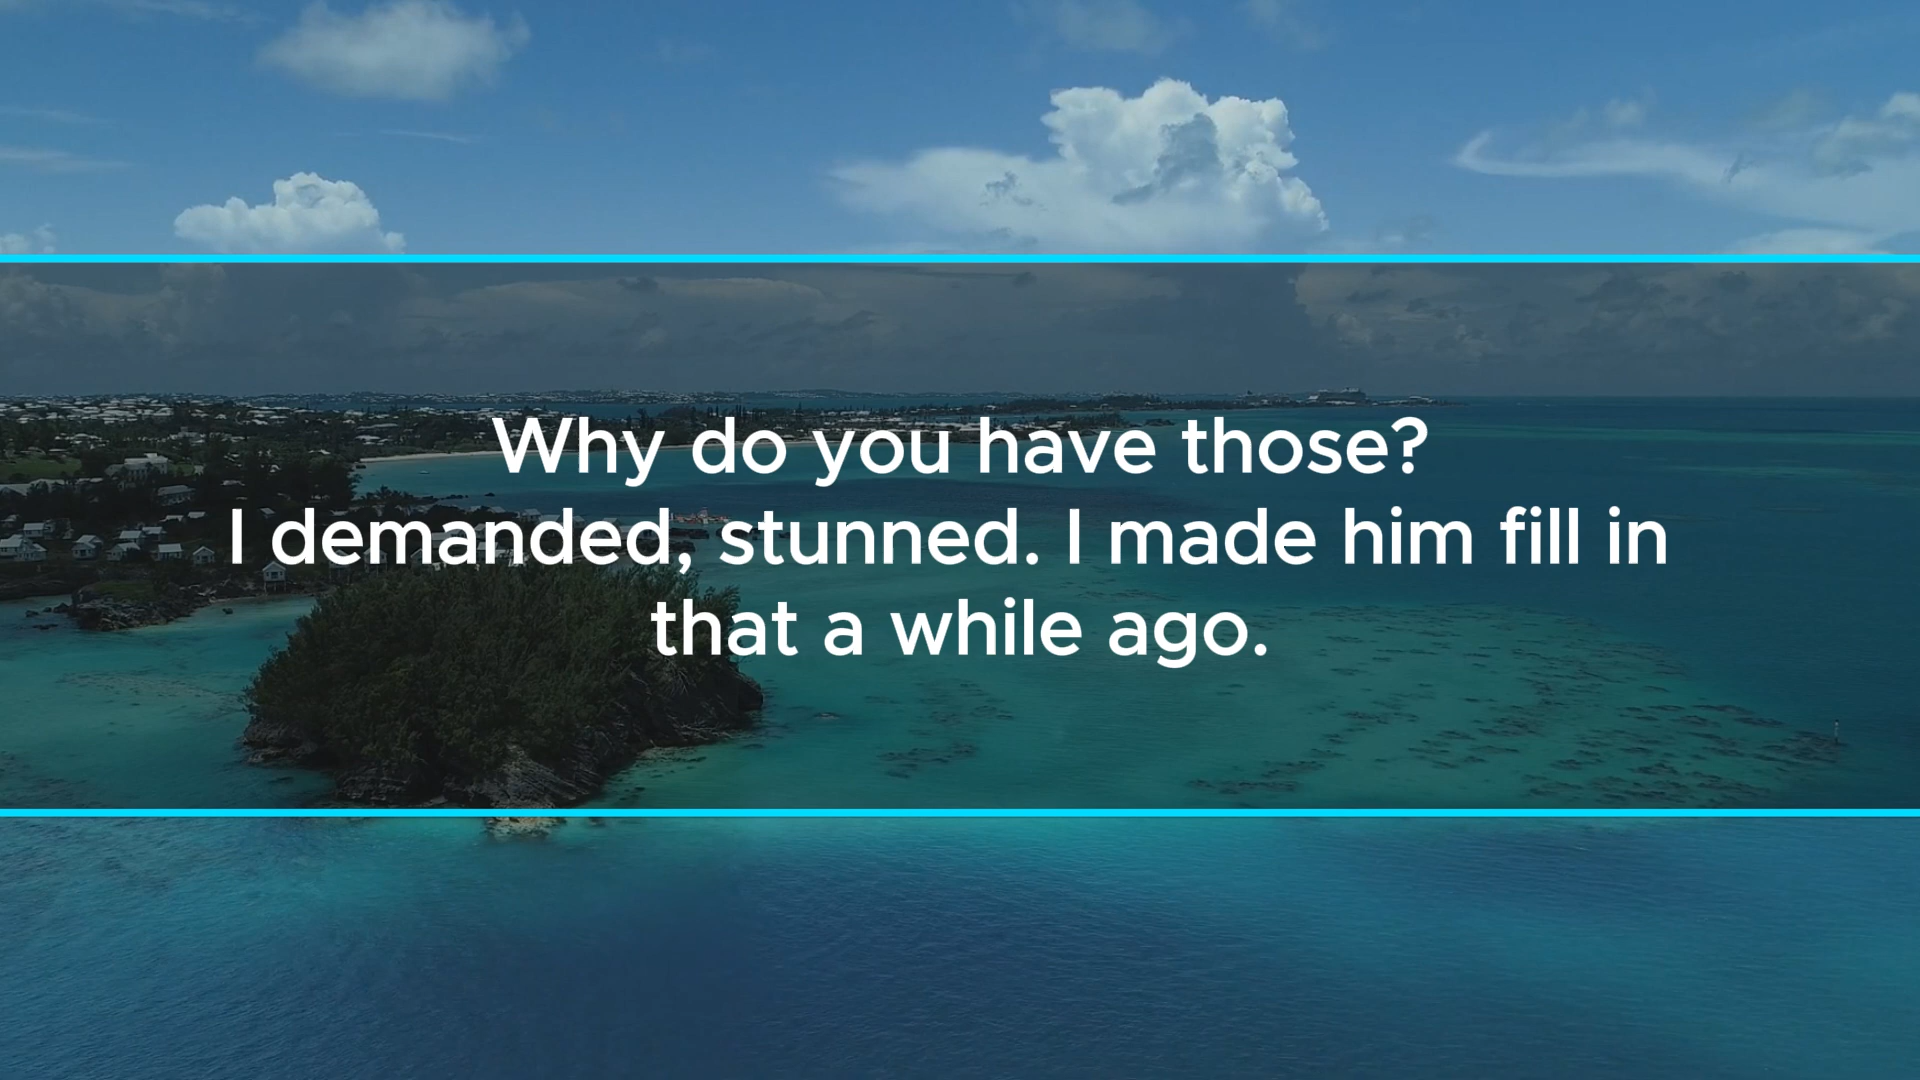 Why do you have those?
I demanded, stunned. I made him fill in
that a while ago.